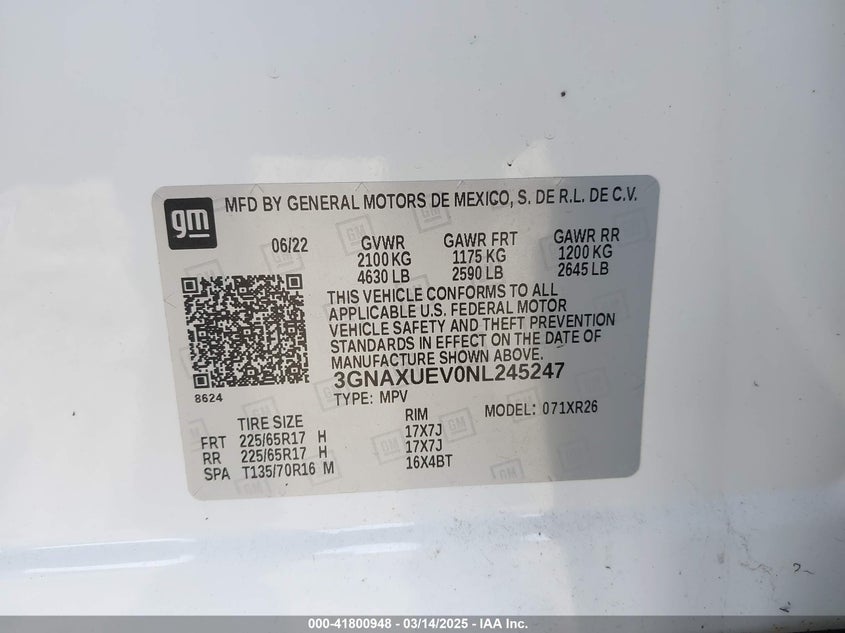 gm MFD BY GENERAL MOTORS DE MEXICO, S. DE R.L. DE C.V.
06/22 GVWR GAWR FRT GAWR RR
2100 KG 1175 KG 1200 KG
4630 LB 2590 LB 2645 LB
THIS VEHICLE CONFORMS TO ALL
APPLICABLE U.S. FEDERAL MOTOR
VEHICLE SAFETY AND THEFT PREVENTION
STANDARDS IN EFFECT ON THE DATE OF
MANUFACTURE SHOWN ABOVE.
3GNAXUEV0NL245247
8624
TYPE: MPV
TIRE SIZE RIM MODEL: 071XR26
FRT 225/65R17 H 17X7J
RR 225/65R17 H 17X7J
SPA T135/70R16 M 16X4BT
000-41800948 - 03/14/2025 - IAA Inc.